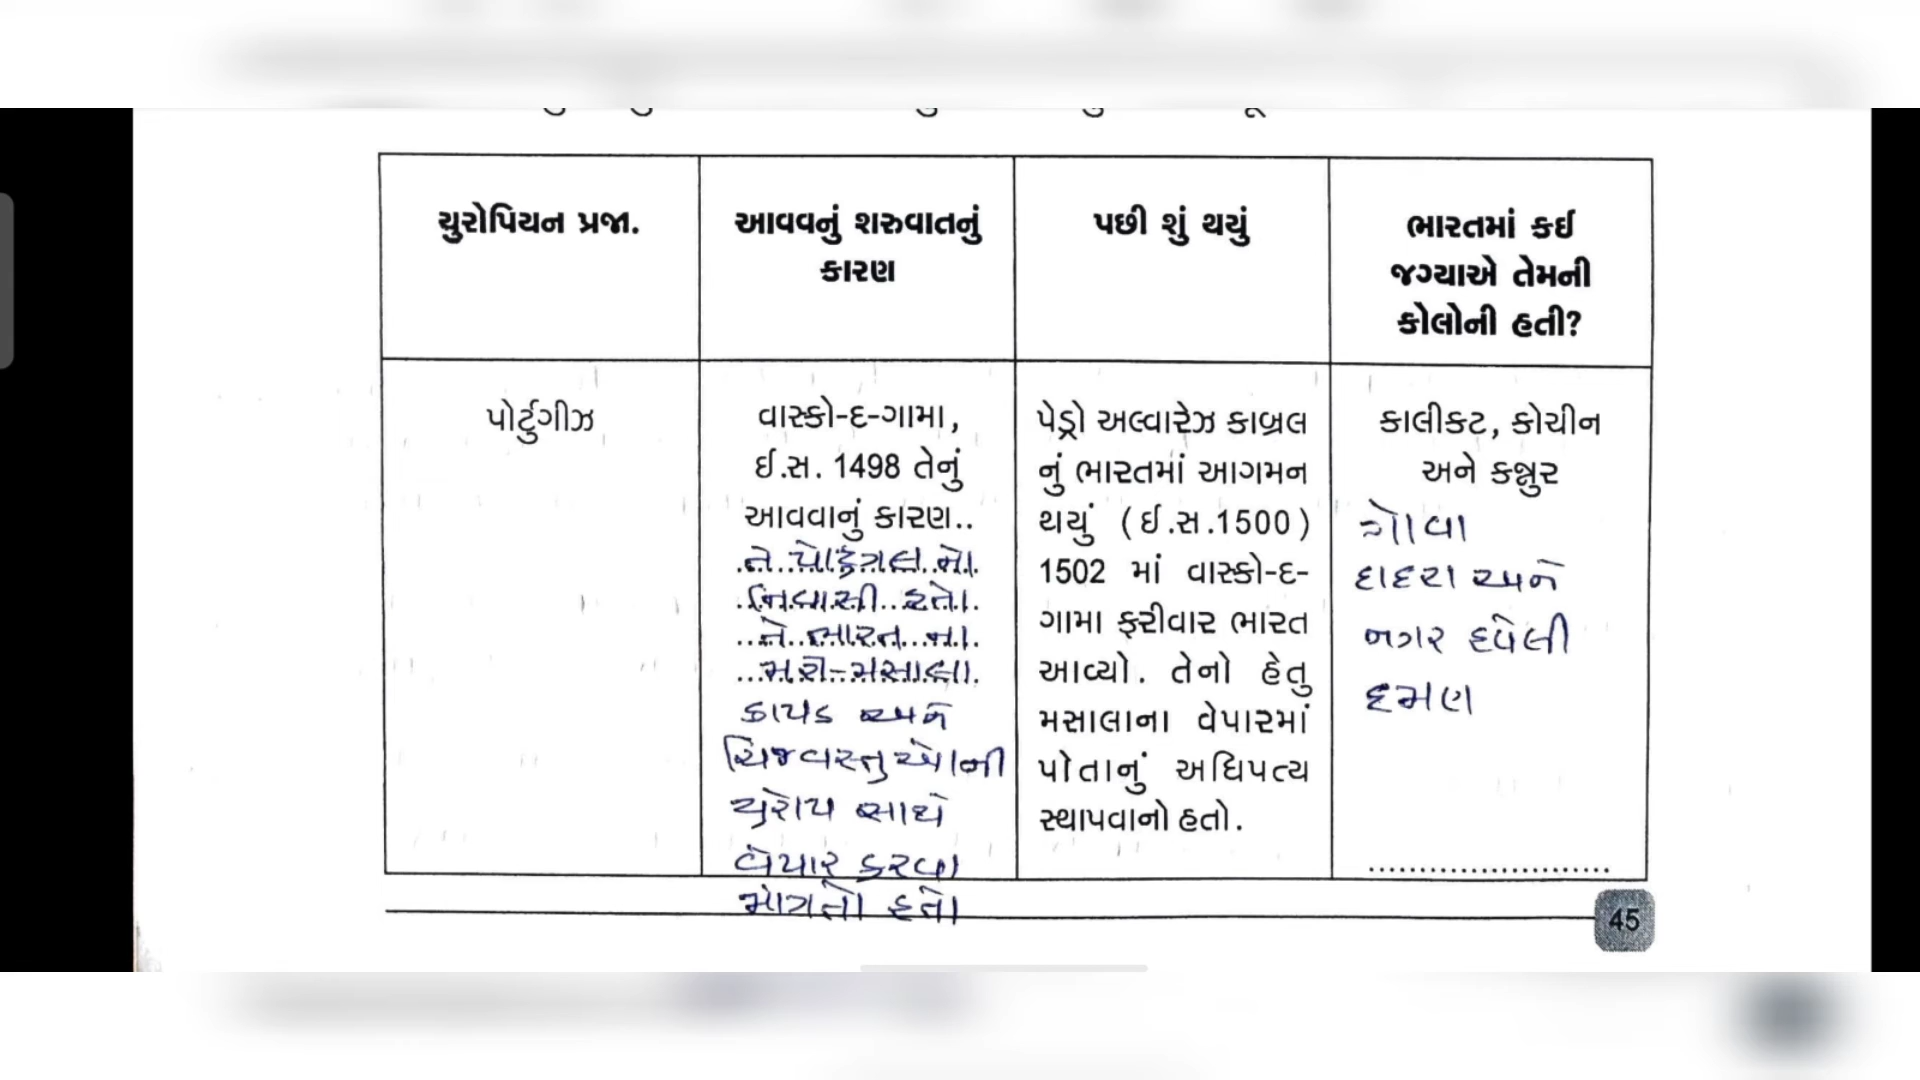 યુરોપિયન પ્રજા.
આવવનું શરુવાતનું
કારણ
પછી શું થયું
ભારતમાં કઈ
જગ્યાએ તેમની
કોલોની હતી?
પોર્ટુગીઝ
વાસ્કો-દ-ગામા,
ઈ.સ. 1498 તેનું
આવવાનું કારણ..
તે પોર્ટુગલ નો
નિવાસી હતો
તે ભારત ના
મરી-મસાલા
કાપડ અને
ચિજવસ્તુઓની
યુરોપ સાથે
વેપાર કરવા
માંગતો હતો
પેડ્રો અલ્વારેઝ કાબ્રલ
નું ભારતમાં આગમન
થયું (ઈ.સ.1500)
1502 માં વાસ્કો-દ-
ગામા ફરીવાર ભારત
આવ્યો. તેનો હેતુ
મસાલાના વેપારમાં
પોતાનું અધિપત્ય
સ્થાપવાનો હતો.
કાલીકટ, કોચીન
અને કન્નુર
ગોવા
દાદરા અને
નગર હવેલી
દમણ
45